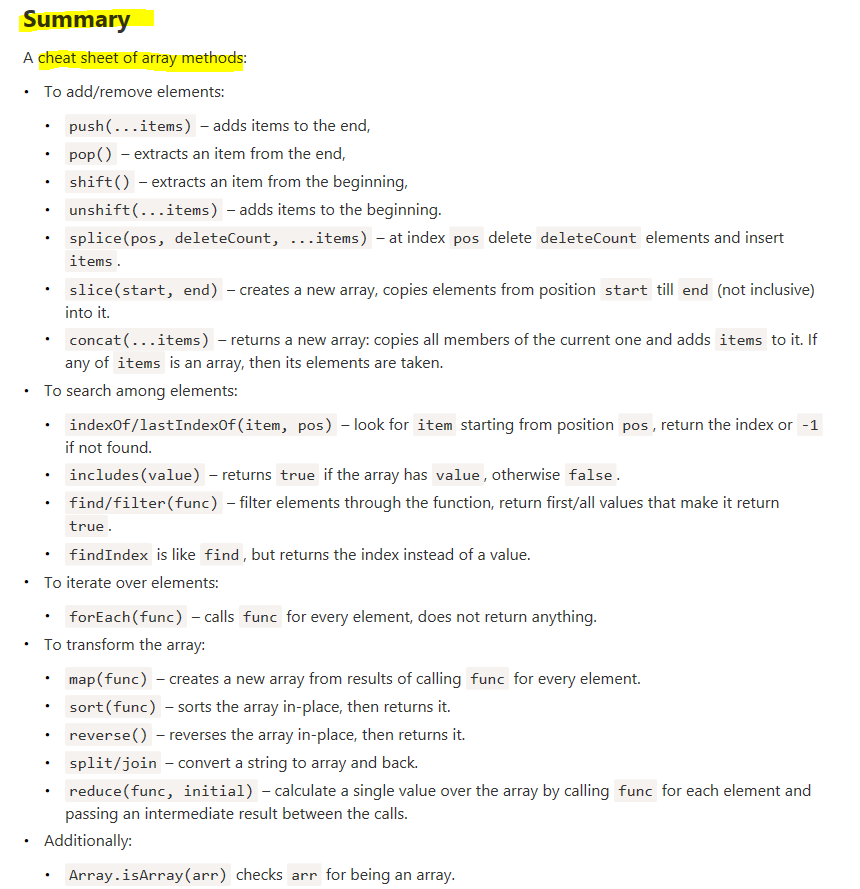 Summary
A cheat sheet of array methods:
• To add/remove elements:
• push(...items) – adds items to the end,
• pop() – extracts an item from the end,
• shift() – extracts an item from the beginning,
• unshift(...items) – adds items to the beginning.
• splice(pos, deleteCount, ...items) – at index pos delete deleteCount elements and insert
items.
• slice(start, end) – creates a new array, copies elements from position start till end (not inclusive)
into it.
• concat(...items) – returns a new array: copies all members of the current one and adds items to it. If
any of items is an array, then its elements are taken.
• To search among elements:
• indexOf/lastIndexOf(item, pos) – look for item starting from position pos, return the index or -1
if not found.
• includes(value) – returns true if the array has value, otherwise false.
• find/filter(func) – filter elements through the function, return first/all values that make it return
true.
• findIndex is like find, but returns the index instead of a value.
• To iterate over elements:
• forEach(func) – calls func for every element, does not return anything.
• To transform the array:
• map(func) – creates a new array from results of calling func for every element.
• sort(func) – sorts the array in-place, then returns it.
• reverse() – reverses the array in-place, then returns it.
• split/join – convert a string to array and back.
• reduce(func, initial) – calculate a single value over the array by calling func for each element and
passing an intermediate result between the calls.
• Additionally:
• Array.isArray(arr) checks arr for being an array.